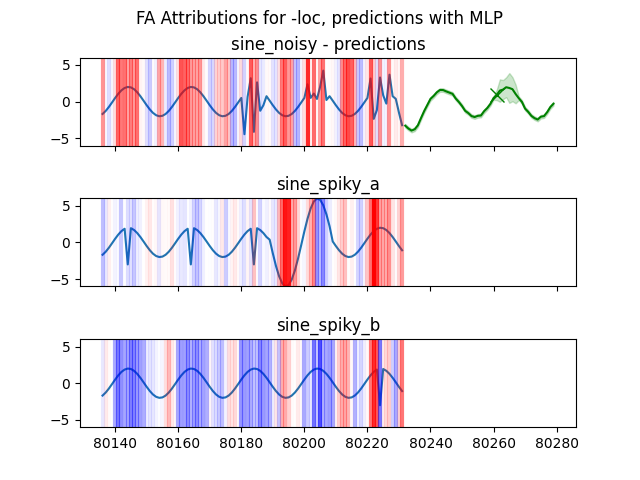 FA Attributions for -loc, predictions with MLP
sine_noisy - predictions
5
0
−5
sine_spiky_a
5
0
−5
sine_spiky_b
5
0
−5
80140 80160 80180 80200 80220 80240 80260 80280